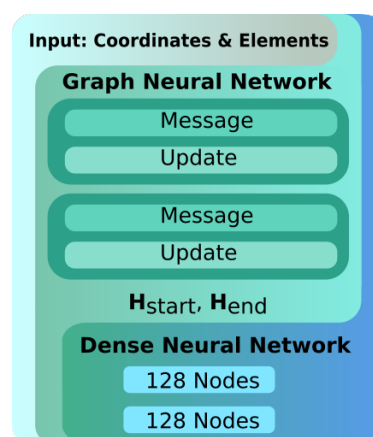 Input: Coordinates & Elements
Graph Neural Network
Message
Update
Message
Update
Hstart, Hend
Dense Neural Network
128 Nodes
128 Nodes